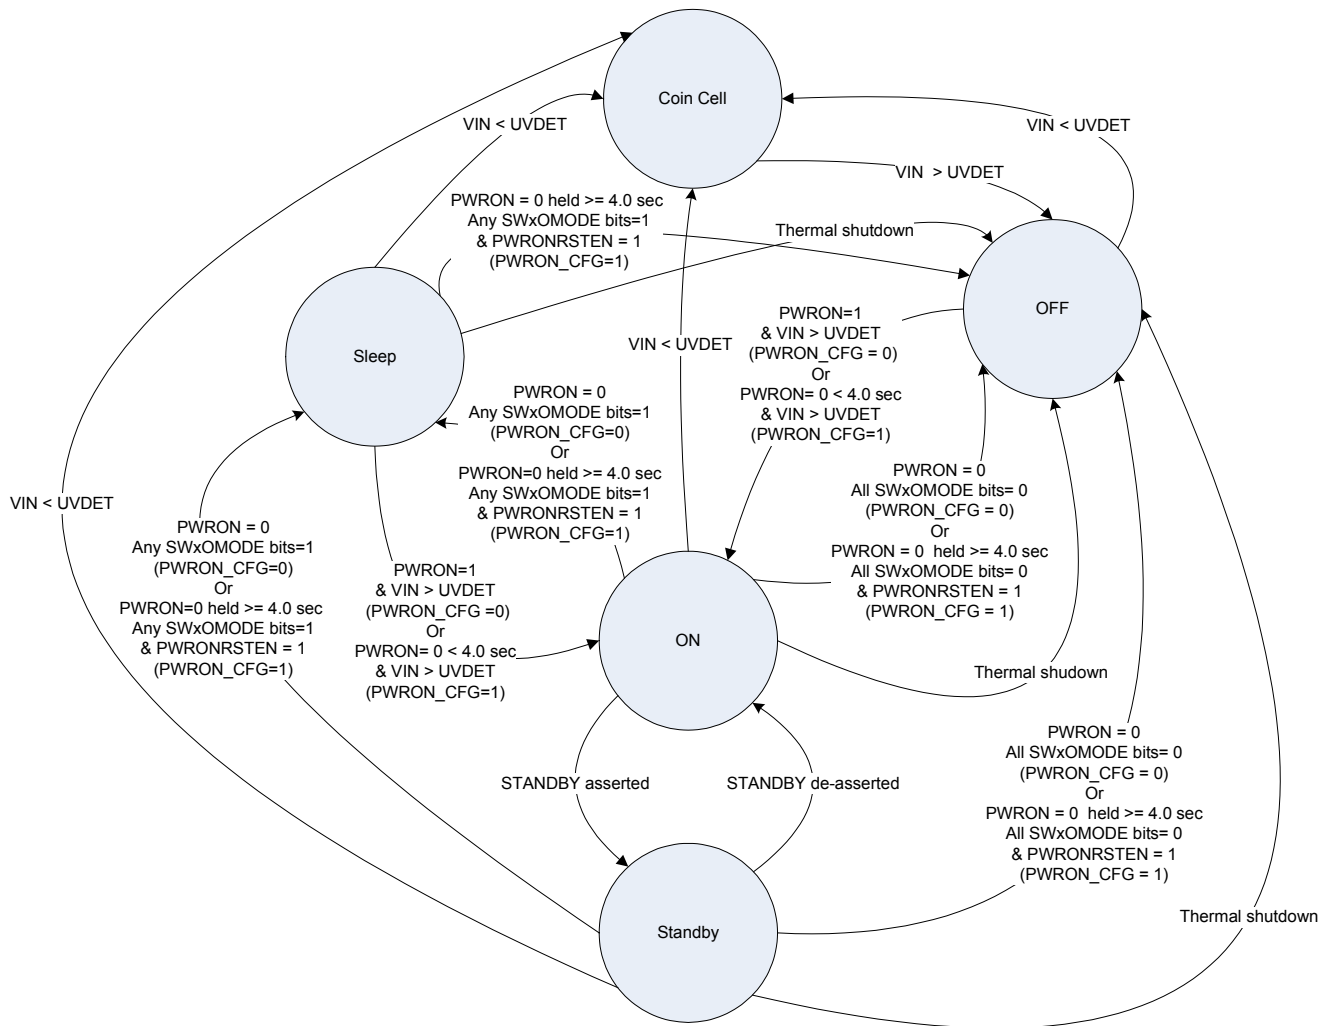 Coin Cell
VIN < UVDET
VIN < UVDET
VIN  > UVDET
PWRON = 0 held >= 4.0 sec
Any SWxOMODE bits=1
& PWRONRSTEN = 1
(PWRON_CFG=1)
Thermal shutdown
OFF
Sleep
VIN < UVDET
PWRON=1
& VIN > UVDET
(PWRON_CFG = 0)
Or
PWRON= 0 < 4.0 sec
& VIN > UVDET
(PWRON_CFG=1)
PWRON = 0
Any SWxOMODE bits=1
(PWRON_CFG=0)
Or
PWRON=0 held >= 4.0 sec
Any SWxOMODE bits=1
& PWRONRSTEN = 1
(PWRON_CFG=1)
PWRON = 0
All SWxOMODE bits= 0
(PWRON_CFG = 0)
Or
PWRON = 0  held >= 4.0 sec
All SWxOMODE bits= 0
& PWRONRSTEN = 1
(PWRON_CFG = 1)
VIN < UVDET
PWRON = 0
Any SWxOMODE bits=1
(PWRON_CFG=0)
Or
PWRON=0 held >= 4.0 sec
Any SWxOMODE bits=1
& PWRONRSTEN = 1
(PWRON_CFG=1)
PWRON=1
& VIN > UVDET
(PWRON_CFG =0)
Or
PWRON= 0 < 4.0 sec
& VIN > UVDET
(PWRON_CFG=1)
ON
Thermal shudown
STANDBY asserted
STANDBY de-asserted
PWRON = 0
All SWxOMODE bits= 0
(PWRON_CFG = 0)
Or
PWRON = 0  held >= 4.0 sec
All SWxOMODE bits= 0
& PWRONRSTEN = 1
(PWRON_CFG = 1)
Standby
Thermal shutdown